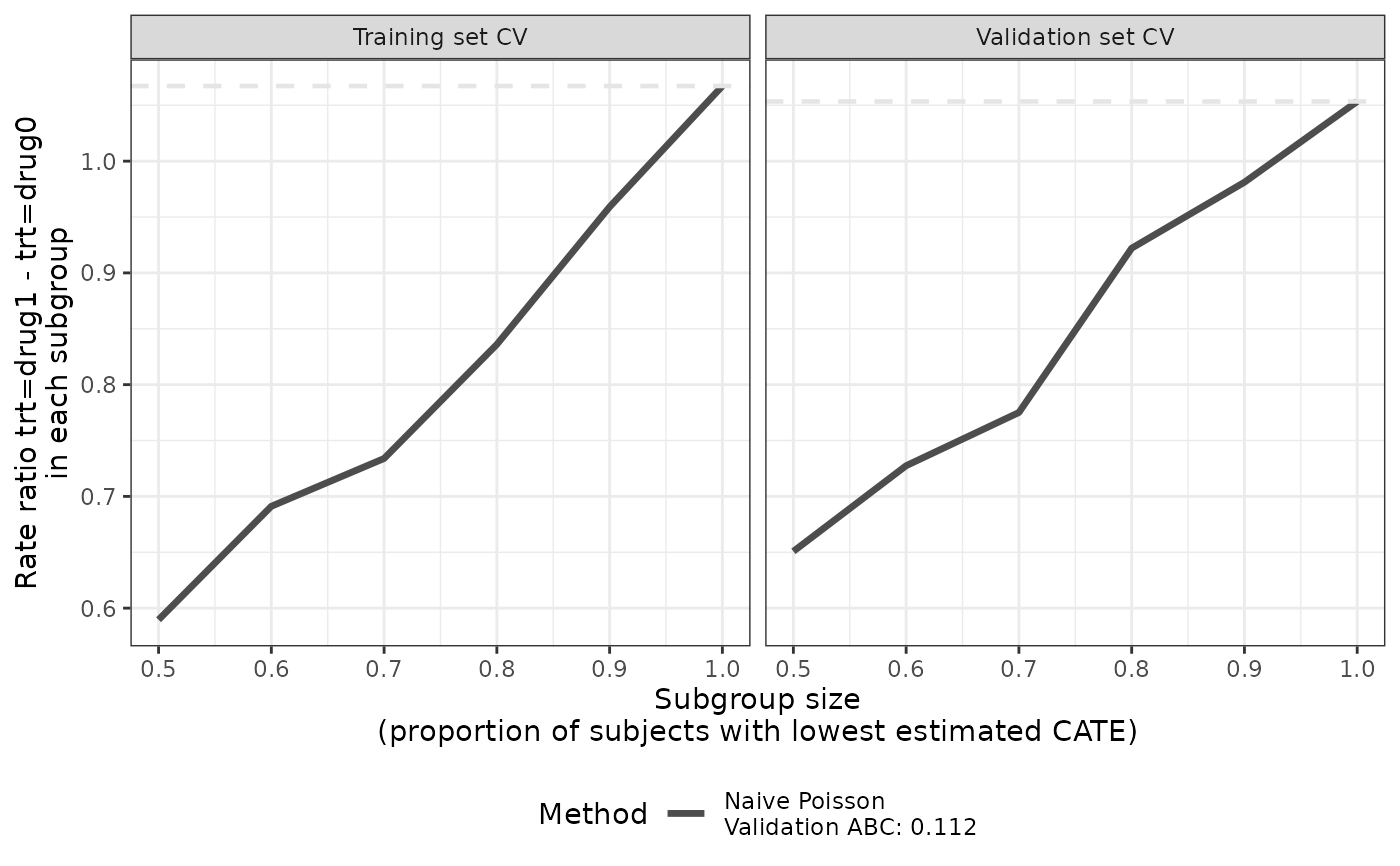 Training set CV
Validation set CV
Rate ratio trt=drug1 - trt=drug0
in each subgroup
1.0
0.9
0.8
0.7
0.6
0.5 0.6 0.7 0.8 0.9 1.0
0.5 0.6 0.7 0.8 0.9 1.0
Subgroup size
(proportion of subjects with lowest estimated CATE)
Method
Naive Poisson
Validation ABC: 0.112